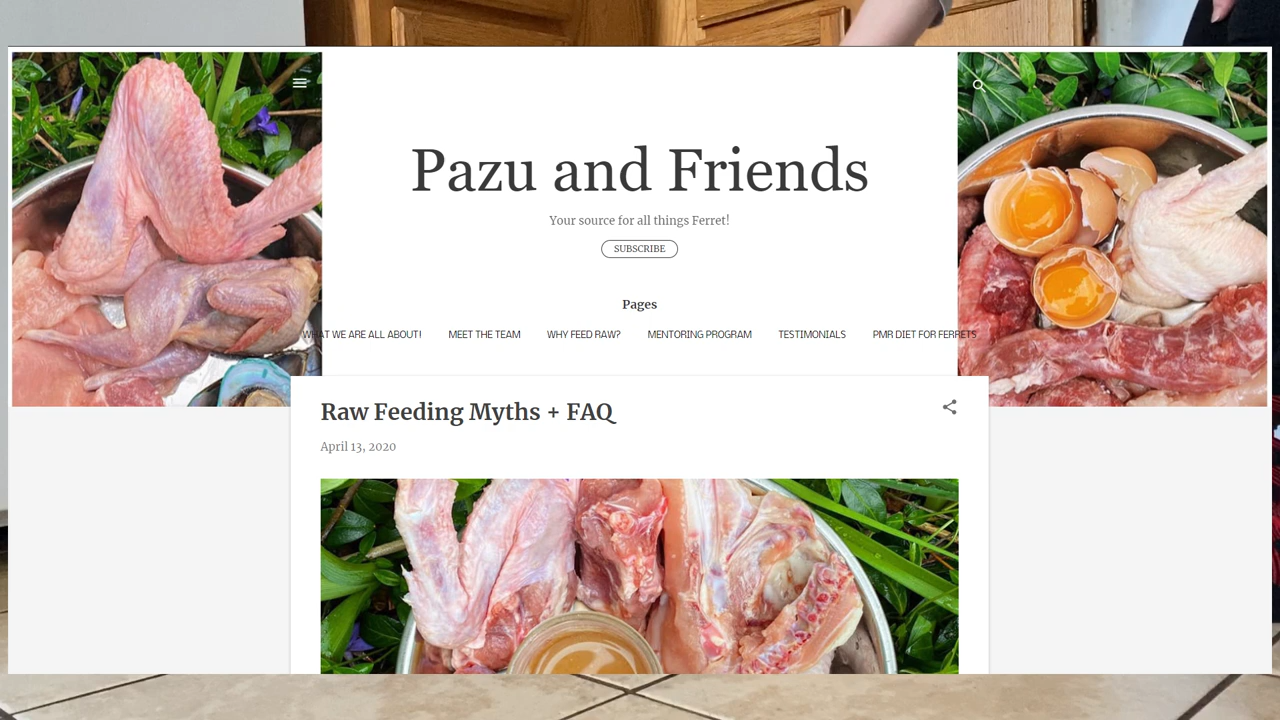 Pazu and Friends
Your source for all things Ferret!
SUBSCRIBE
Pages
WHAT WE ARE ALL ABOUT! MEET THE TEAM WHY FEED RAW? MENTORING PROGRAM TESTIMONIALS PMR DIET FOR FERRETS
Raw Feeding Myths + FAQ
April 13, 2020